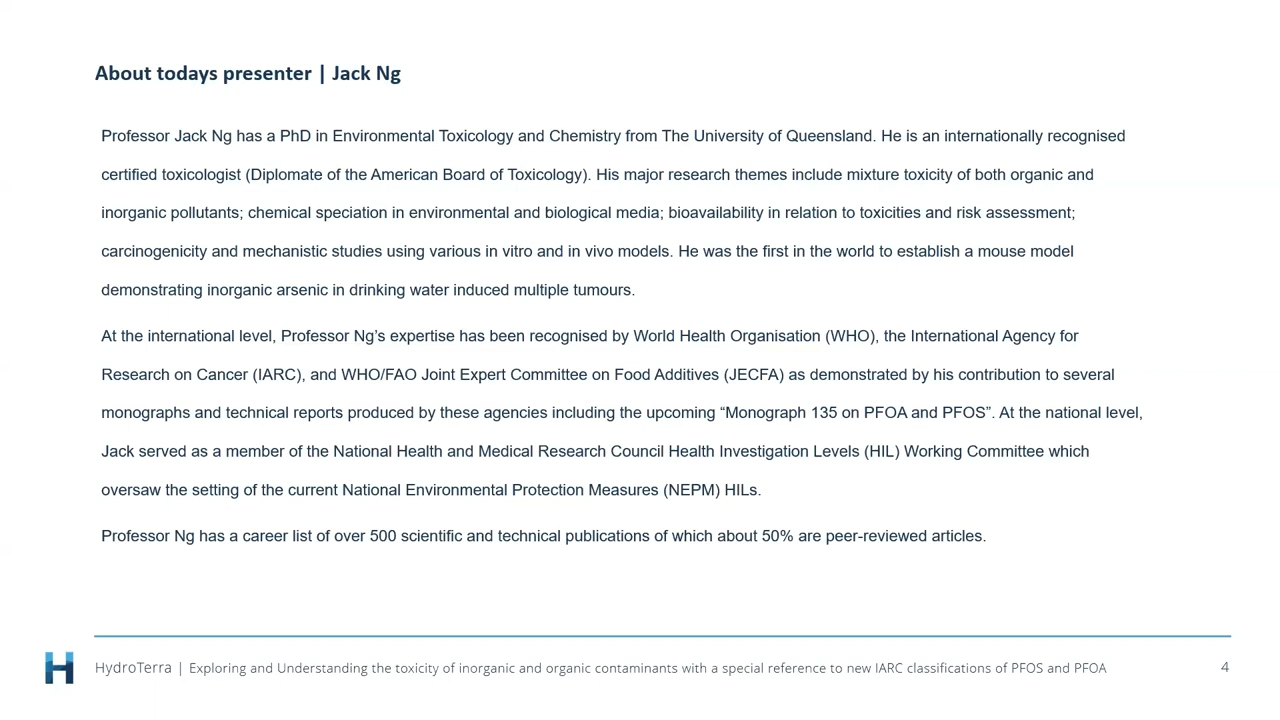 About todays presenter | Jack Ng
Professor Jack Ng has a PhD in Environmental Toxicology and Chemistry from The University of Queensland. He is an internationally recognised
certified toxicologist (Diplomate of the American Board of Toxicology). His major research themes include mixture toxicity of both organic and
inorganic pollutants; chemical speciation in environmental and biological media; bioavailability in relation to toxicities and risk assessment;
carcinogenicity and mechanistic studies using various in vitro and in vivo models. He was the first in the world to establish a mouse model
demonstrating inorganic arsenic in drinking water induced multiple tumours.
At the international level, Professor Ng’s expertise has been recognised by World Health Organisation (WHO), the International Agency for
Research on Cancer (IARC), and WHO/FAO Joint Expert Committee on Food Additives (JECFA) as demonstrated by his contribution to several
monographs and technical reports produced by these agencies including the upcoming “Monograph 135 on PFOA and PFOS”. At the national level,
Jack served as a member of the National Health and Medical Research Council Health Investigation Levels (HIL) Working Committee which
oversaw the setting of the current National Environmental Protection Measures (NEPM) HILs.
Professor Ng has a career list of over 500 scientific and technical publications of which about 50% are peer-reviewed articles.
HydroTerra | Exploring and Understanding the toxicity of inorganic and organic contaminants with a special reference to new IARC classifications of PFOS and PFOA
4